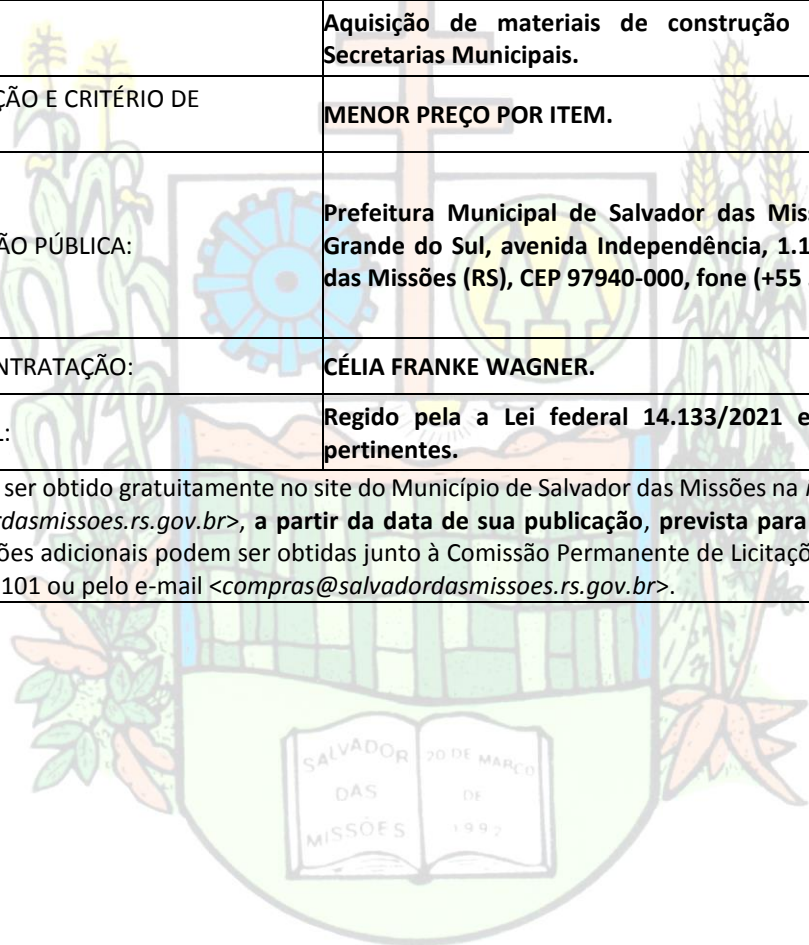 Aquisição de materiais de construção
Secretarias Municipais.
ÇÃO E CRITÉRIO DE
MENOR PREÇO POR ITEM.
ÃO PÚBLICA:
Prefeitura Municipal de Salvador das Miss
Grande do Sul, avenida Independência, 1.1
das Missões (RS), CEP 97940-000, fone (+55
NTRATAÇÃO:
CÉLIA FRANKE WAGNER.
L:
Regido pela a Lei federal 14.133/2021 e
pertinentes.
ser obtido gratuitamente no site do Município de Salvador das Missões na
rdasmissoes.rs.gov.br>, a partir da data de sua publicação, prevista para
ões adicionais podem ser obtidas junto à Comissão Permanente de Licitaçõ
101 ou pelo e-mail <compras@salvadordasmissoes.rs.gov.br>.
SALVADOR
DAS
MISSÕES
20 DE MARÇO
DE
1992